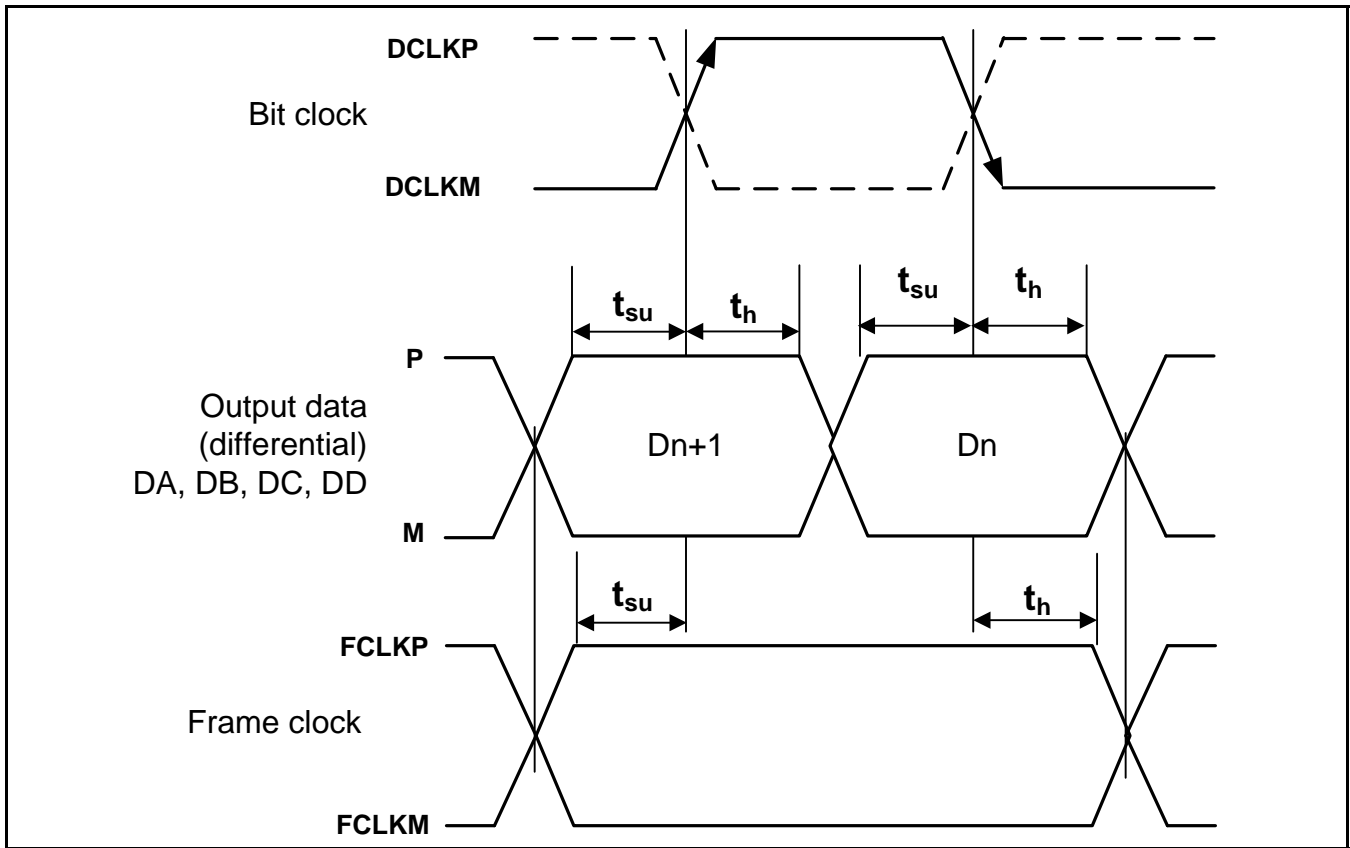 DCLKP
Bit clock
DCLKM
tsu th tsu th
P
Output data
(differential)
DA, DB, DC, DD
Dn+1 Dn
M
tsu th
FCLKP
Frame clock
FCLKM